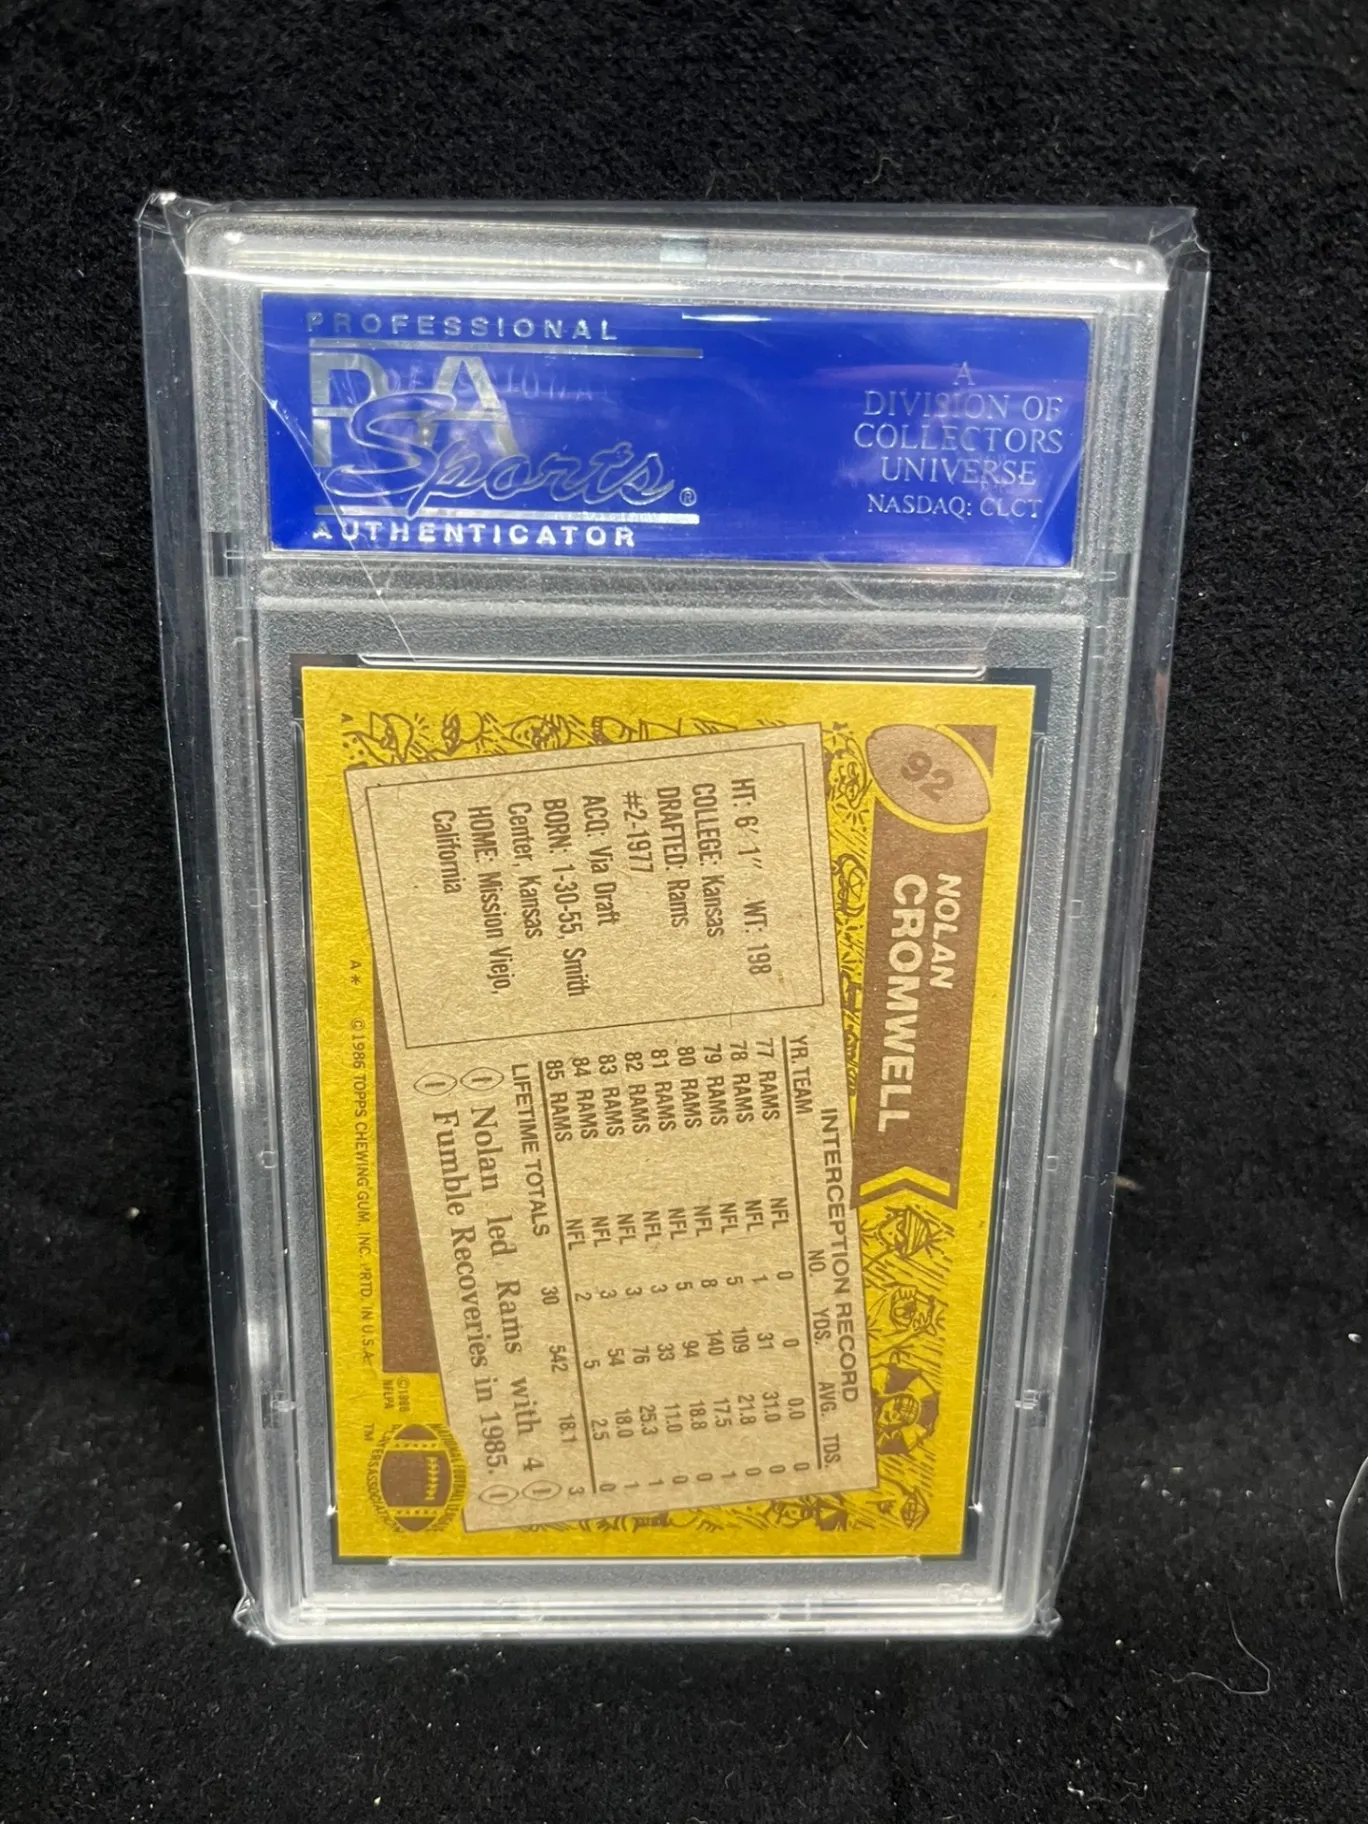 PROFESSIONAL
PSA
Sports®
AUTHENTICATOR
A
DIVISION OF
COLLECTORS
UNIVERSE
NASDAQ: CLCT
92
NOLAN
CROMWELL
HT: 6'1" WT: 198
COLLEGE: Kansas
DRAFTED: Rams
#2-1977
ACQ: Via Draft
BORN: 1-30-55, Smith
Center, Kansas
HOME: Mission Viejo,
California
INTERCEPTION RECORD
YR. TEAM NO. YDS. AVG. TDS.
77 RAMS NFL 0 0 0.0 0
78 RAMS NFL 1 31 31.0 0
79 RAMS NFL 5 109 21.8 0
80 RAMS NFL 8 140 17.5 1
81 RAMS NFL 5 94 18.8 0
82 RAMS NFL 3 33 11.0 0
83 RAMS NFL 3 76 25.3 1
84 RAMS NFL 3 54 18.0 1
85 RAMS NFL 2 5 2.5 0
LIFETIME TOTALS 30 542 18.1 3
Nolan led Rams with 4
Fumble Recoveries in 1985.
A* ©1986 TOPPS CHEWING GUM, INC. PRTD. IN U.S.A.
©1986
NFLPA
TM